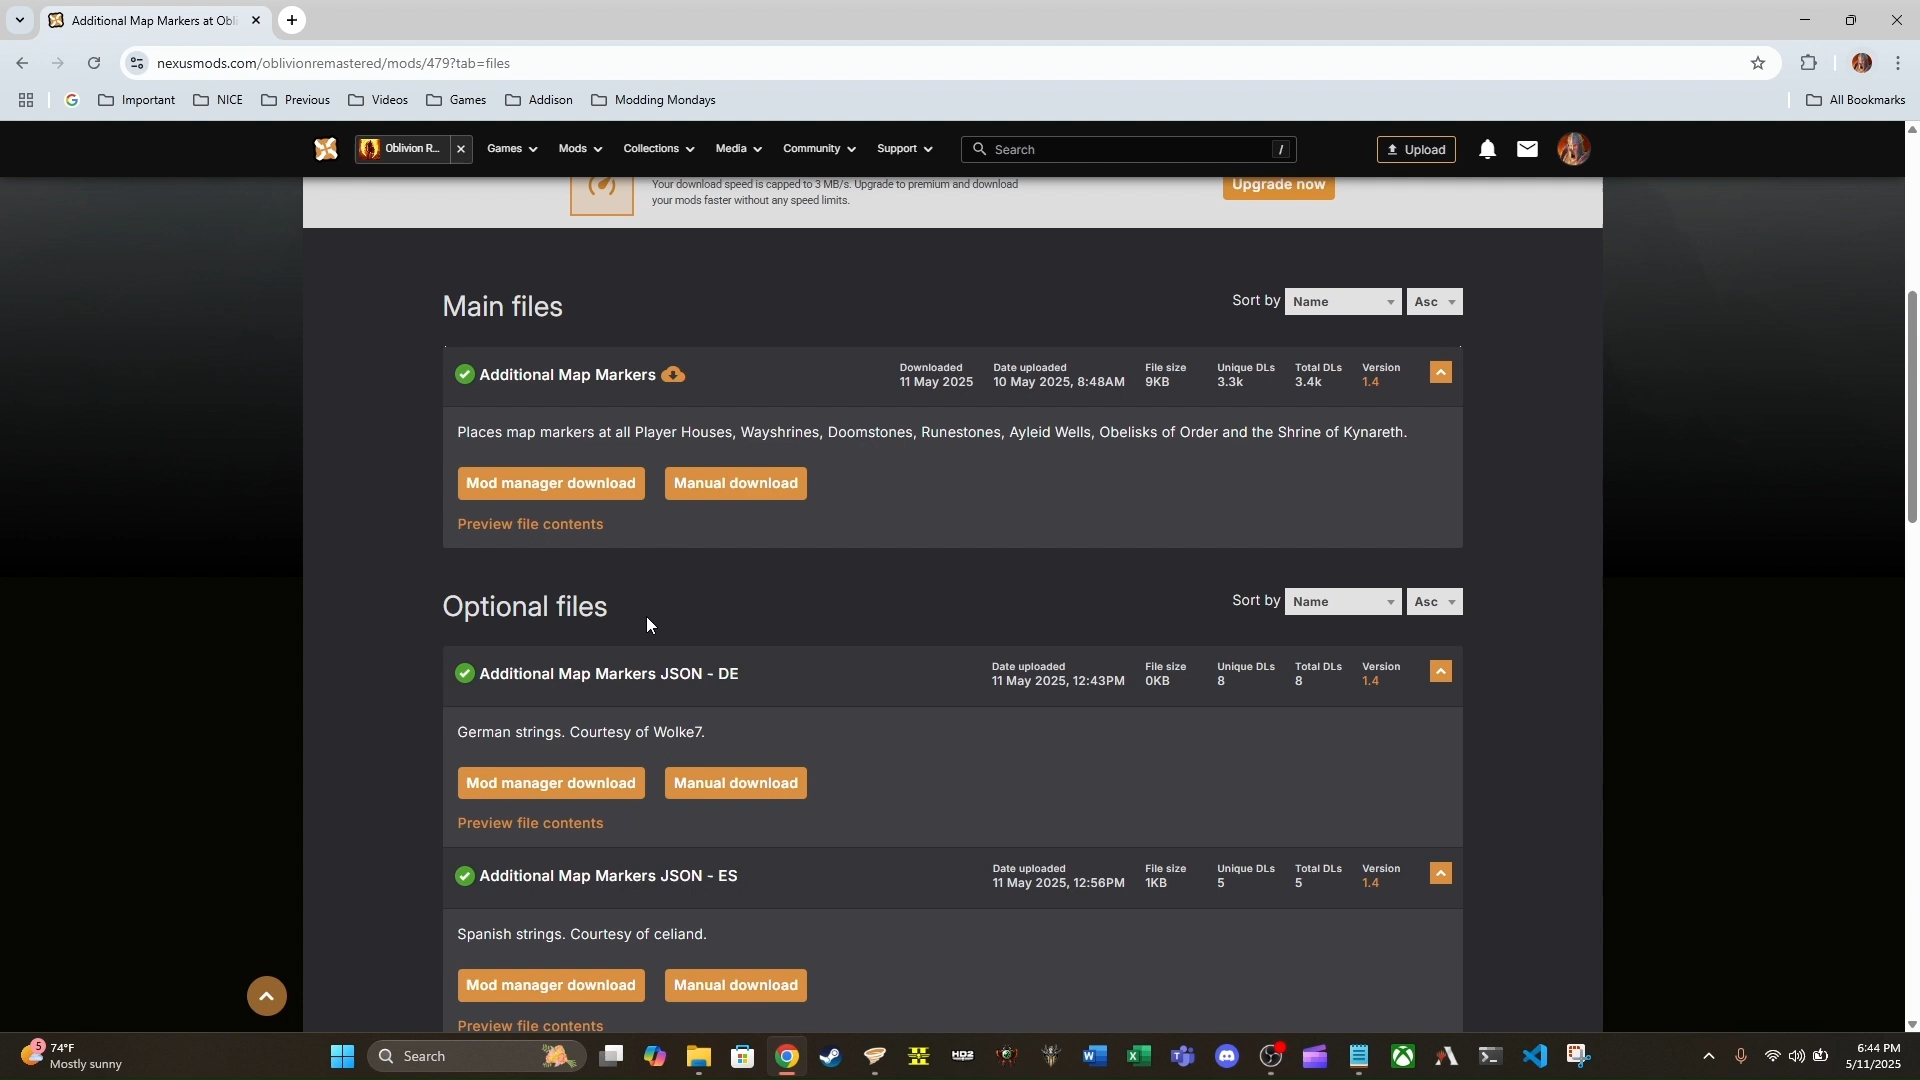 Additional Map Markers at Obli
nexusmods.com/oblivionremastered/mods/479?tab=files
Important
NICE
Previous
Videos
Games
Addison
Modding Mondays
All Bookmarks
Oblivion R...
Games
Mods
Collections
Media
Community
Support
Search
/
Upload
Your download speed is capped to 3 MB/s. Upgrade to premium and download
your mods faster without any speed limits.
Upgrade now
Main files
Sort by
Name
Asc
Additional Map Markers
Downloaded
11 May 2025
Date uploaded
10 May 2025, 8:48AM
File size
9KB
Unique DLs
3.3k
Total DLs
3.4k
Version
1.4
Places map markers at all Player Houses, Wayshrines, Doomstones, Runestones, Ayleid Wells, Obelisks of Order and the Shrine of Kynareth.
Mod manager download
Manual download
Preview file contents
Optional files
Sort by
Name
Asc
Additional Map Markers JSON - DE
Date uploaded
11 May 2025, 12:43PM
File size
0KB
Unique DLs
8
Total DLs
8
Version
1.4
German strings. Courtesy of Wolke7.
Mod manager download
Manual download
Preview file contents
Additional Map Markers JSON - ES
Date uploaded
11 May 2025, 12:56PM
File size
1KB
Unique DLs
5
Total DLs
5
Version
1.4
Spanish strings. Courtesy of celiand.
Mod manager download
Manual download
Preview file contents
5
74°F
Mostly sunny
Search
HD2
6:44 PM
5/11/2025